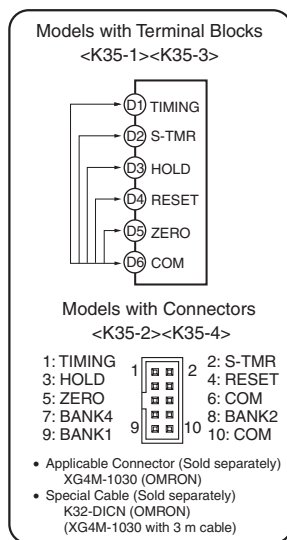 Models with Terminal Blocks
<K35-1><K35-3>
D1 TIMING
D2 S-TMR
D3 HOLD
D4 RESET
D5 ZERO
D6 COM
Models with Connectors
<K35-2><K35-4>
1: TIMING 1 2 2: S-TMR
3: HOLD 4: RESET
5: ZERO 6: COM
7: BANK4 8: BANK2
9: BANK1 9 10 10: COM
• Applicable Connector (Sold separately)
XG4M-1030 (OMRON)
• Special Cable (Sold separately)
K32-DICN (OMRON)
(XG4M-1030 with 3 m cable)